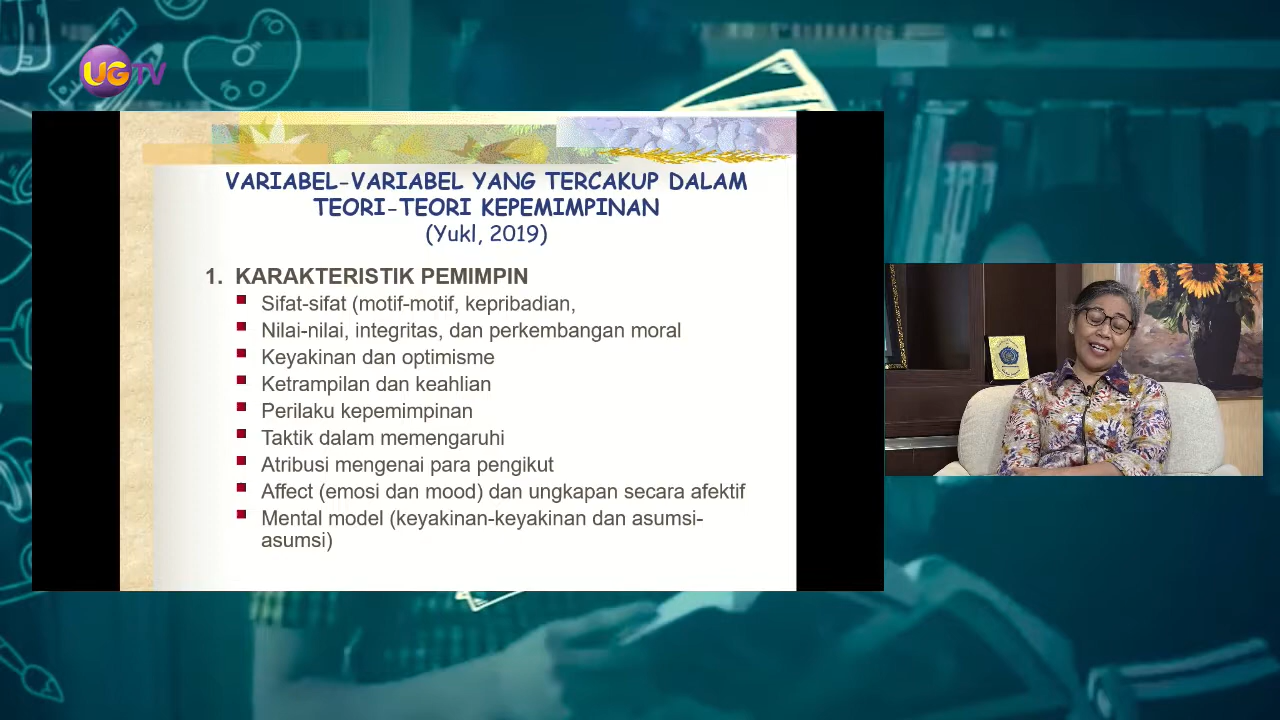 UGTV
VARIABEL-VARIABEL YANG TERCAKUP DALAM
TEORI-TEORI KEPEMIMPINAN
(Yukl, 2019)
1. KARAKTERISTIK PEMIMPIN
Sifat-sifat (motif-motif, kepribadian,
Nilai-nilai, integritas, dan perkembangan moral
Keyakinan dan optimisme
Ketrampilan dan keahlian
Perilaku kepemimpinan
Taktik dalam memengaruhi
Atribusi mengenai para pengikut
Affect (emosi dan mood) dan ungkapan secara afektif
Mental model (keyakinan-keyakinan dan asumsi-
asumsi)